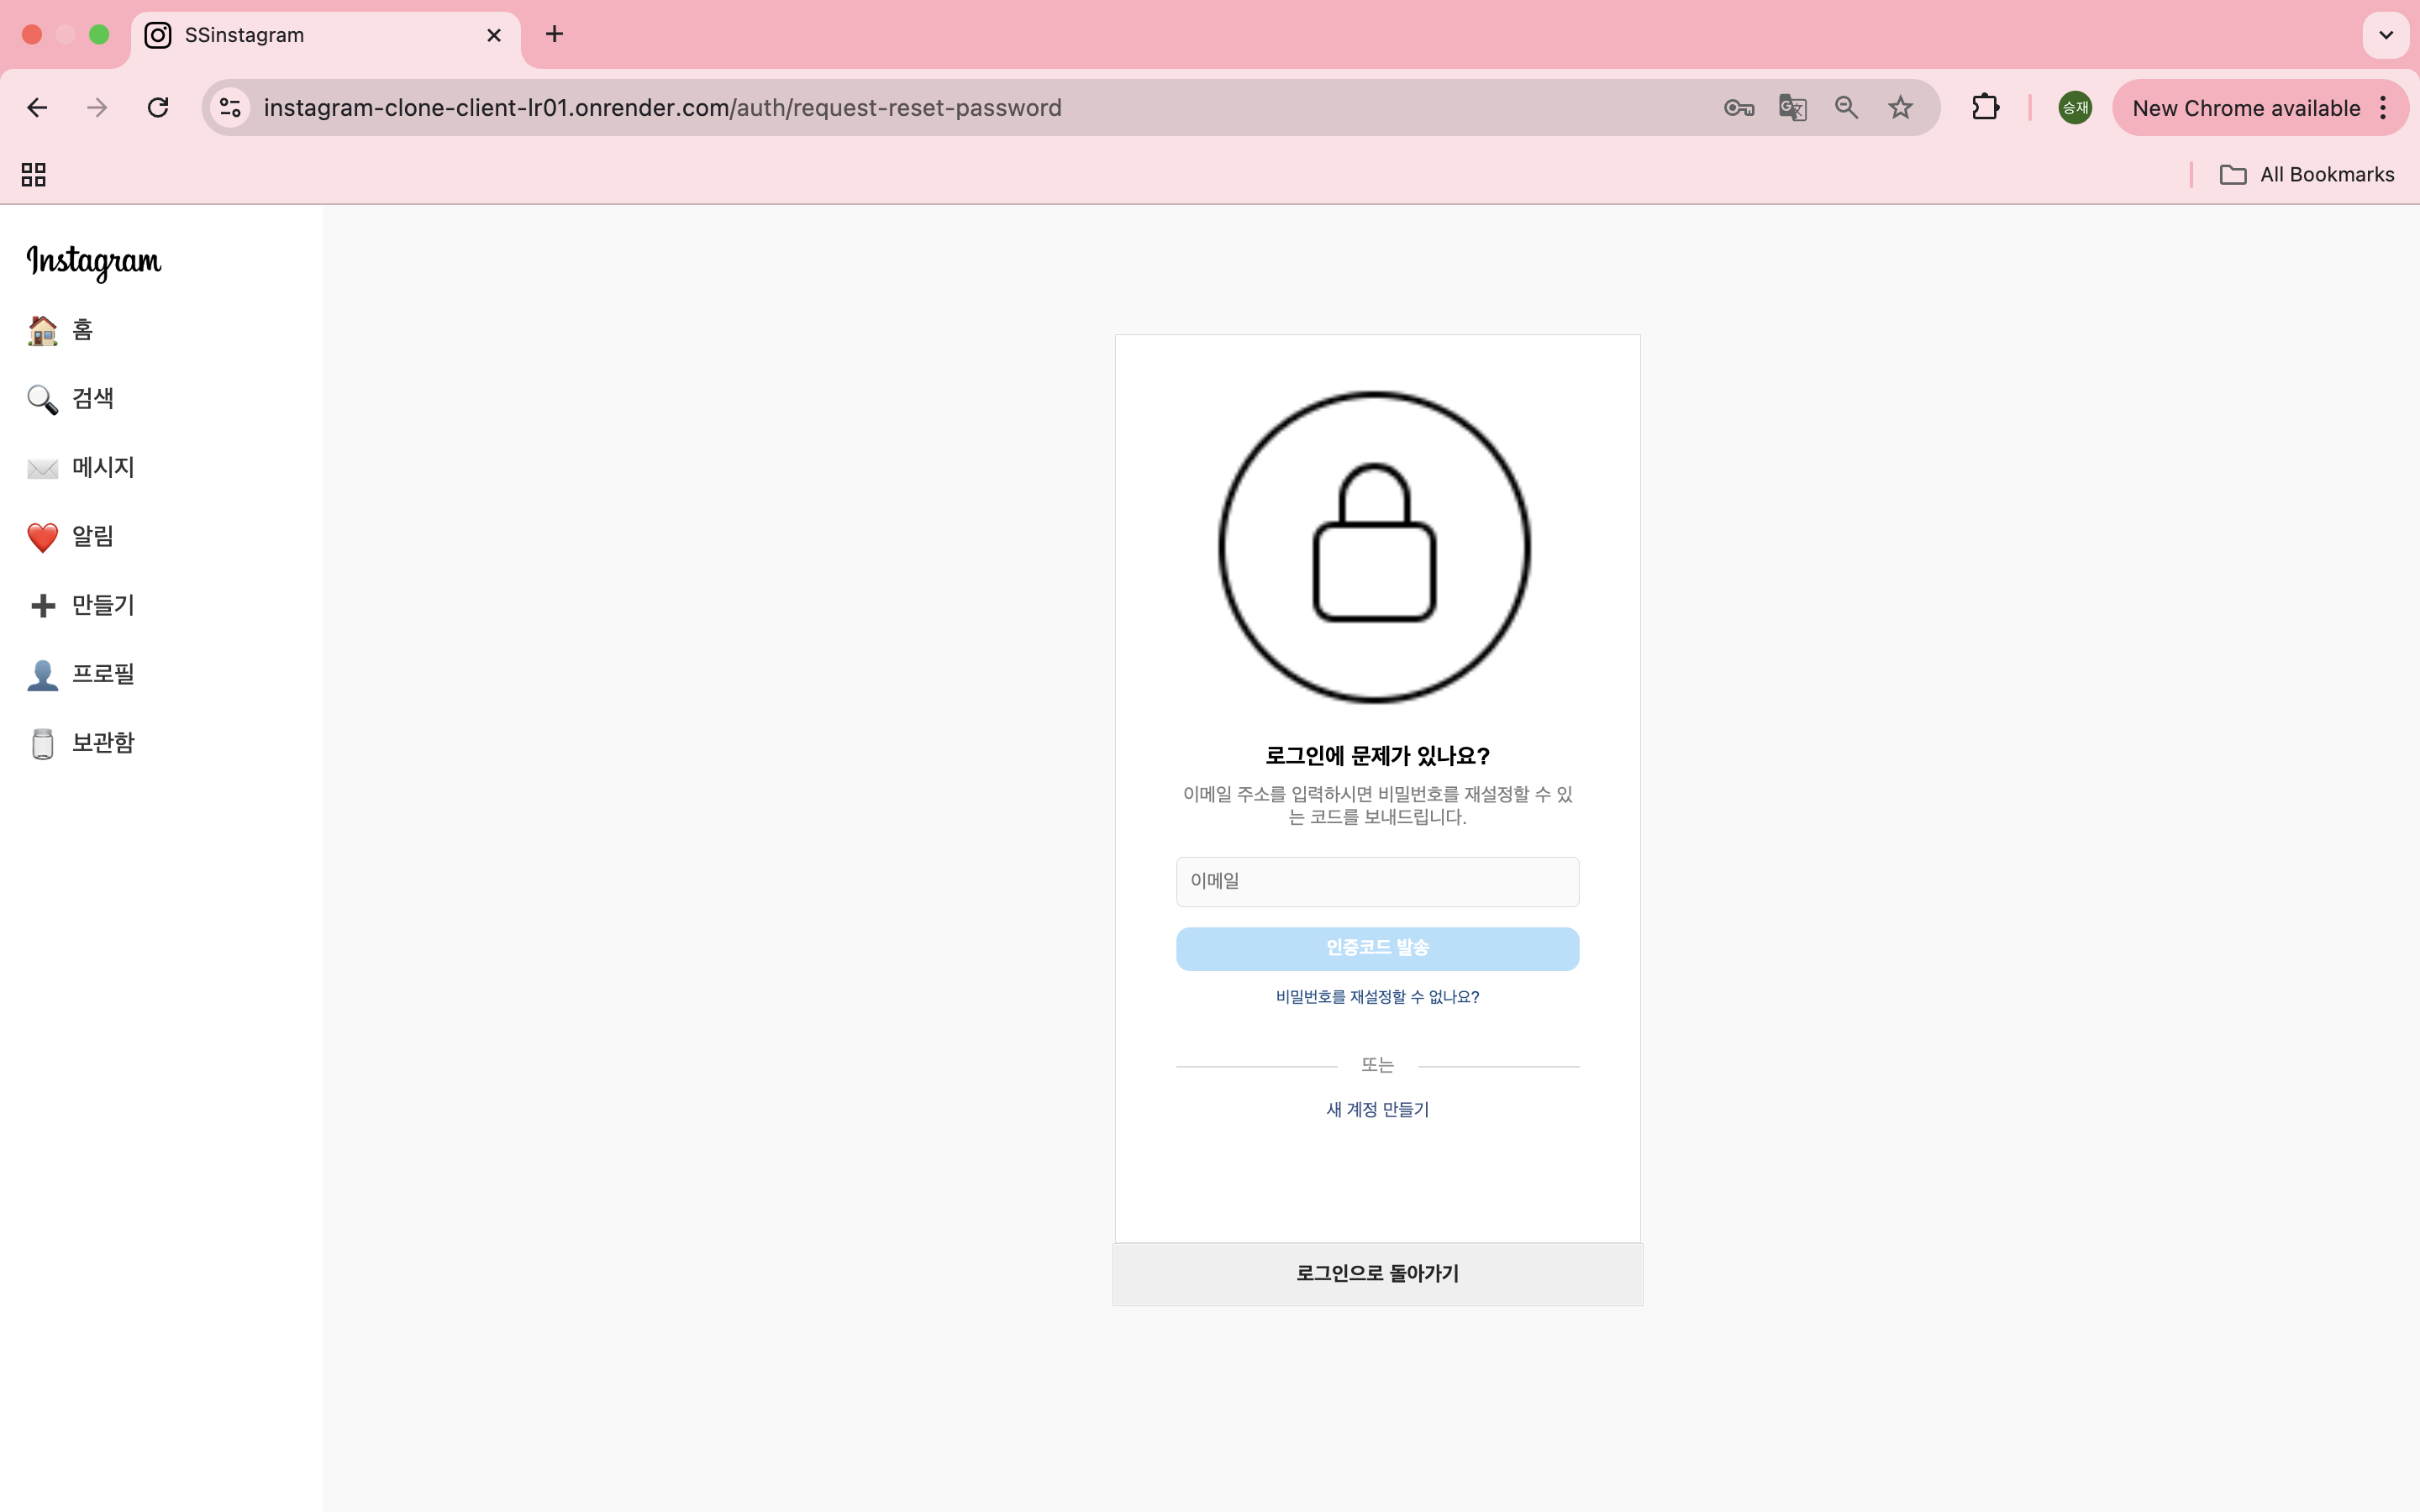 SSinstagram
instagram-clone-client-lr01.onrender.com/auth/request-reset-password
승재
New Chrome available
All Bookmarks
Instagram
홈
검색
메시지
알림
만들기
프로필
보관함
로그인에 문제가 있나요?
이메일 주소를 입력하시면 비밀번호를 재설정할 수 있
는 코드를 보내드립니다.
이메일
인증코드 발송
비밀번호를 재설정할 수 없나요?
또는
새 계정 만들기
로그인으로 돌아가기